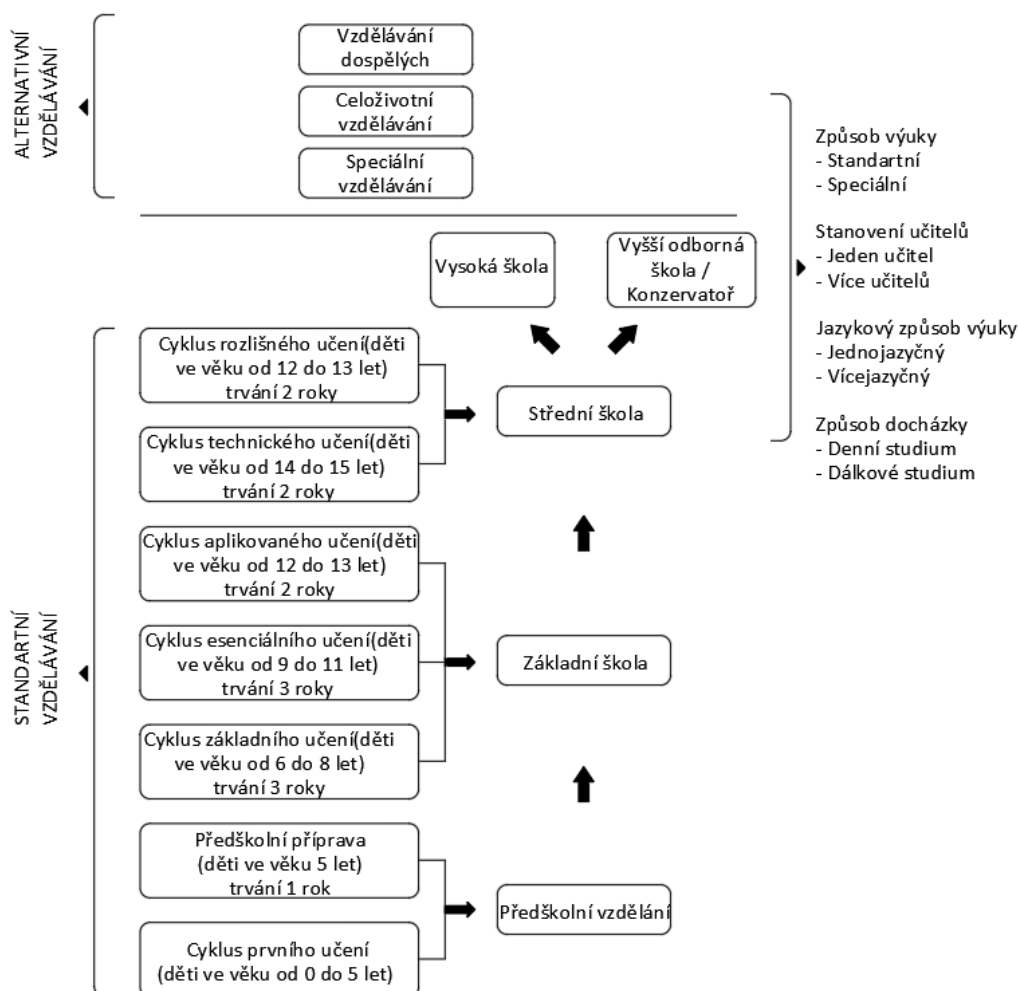 ALTERNATIVNÍ
VZDĚLÁVÁNÍ
Vzdělávání
dospělých
Celoživotní
vzdělávání
Speciální
vzdělávání
Způsob výuky
- Standartní
- Speciální
Stanovení učitelů
- Jeden učitel
- Více učitelů
Jazykový způsob výuky
- Jednojazyčný
- Vícejazyčný
Způsob docházky
- Denní studium
- Dálkové studium
Vysoká škola
Vyšší odborná
škola /
Konzervatoř
STANDARTNÍ
VZDĚLÁVÁNÍ
Cyklus rozlišného učení(děti
ve věku od 12 do 13 let)
trvání 2 roky
Cyklus technického učení(děti
ve věku od 14 do 15 let)
trvání 2 roky
Střední škola
Cyklus aplikovaného učení(děti
ve věku od 12 do 13 let)
trvání 2 roky
Cyklus esenciálního učení(děti
ve věku od 9 do 11 let)
trvání 3 roky
Cyklus základního učení(děti
ve věku od 6 do 8 let)
trvání 3 roky
Základní škola
Předškolní příprava
(děti ve věku 5 let)
trvání 1 rok
Cyklus prvního učení
(děti ve věku od 0 do 5 let)
Předškolní vzdělání